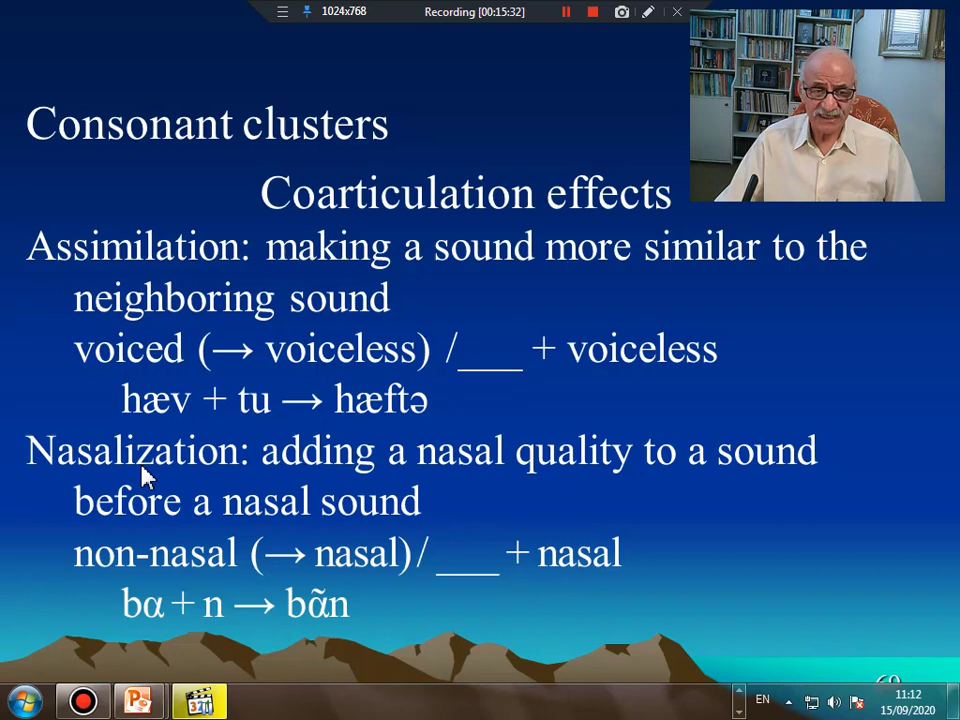 1024x768
Recording [00:15:32]
Consonant clusters
Coarticulation effects
Assimilation: making a sound more similar to the
neighboring sound
voiced (→ voiceless) /___ + voiceless
hæv + tu → hæftə
Nasalization: adding a nasal quality to a sound
before a nasal sound
non-nasal (→ nasal)/ ___ + nasal
bɑ + n → bɑ̃n
EN
11:12
15/09/2020
321